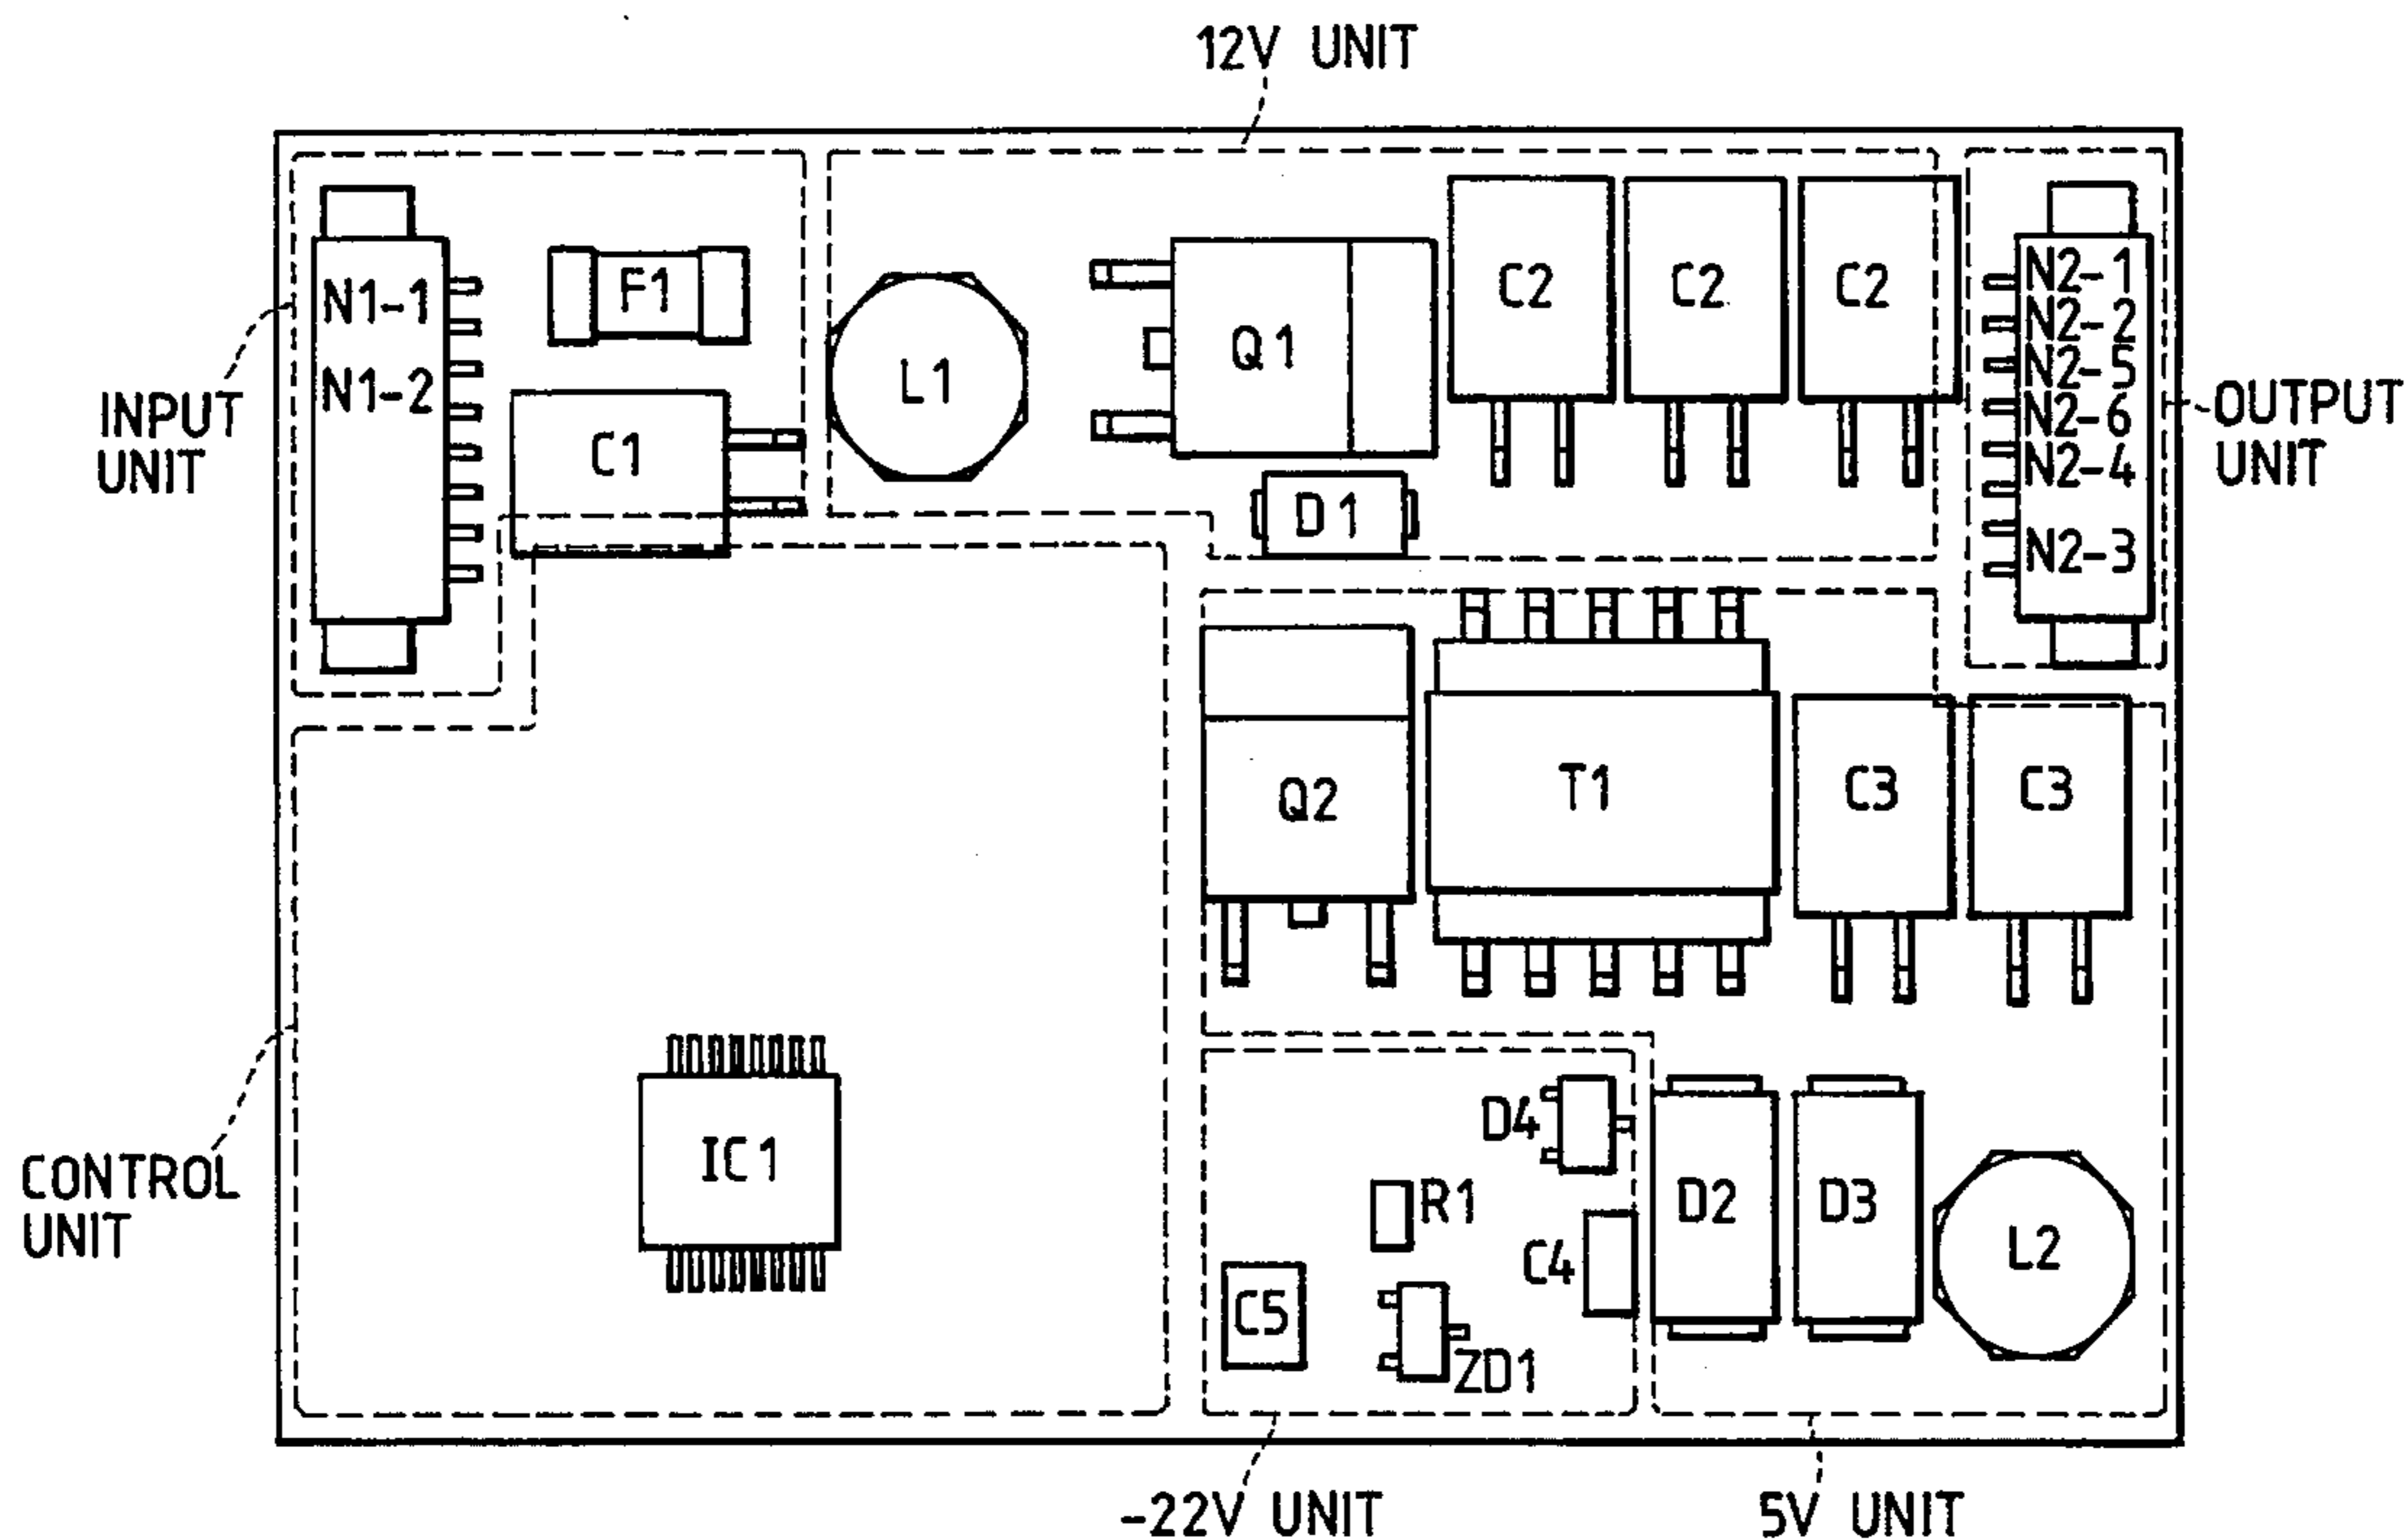 12V UNIT
N1-1
N1-2
F1
C1
L1
Q1
D1
C2
C2
C2
N2-1
N2-2
N2-5
N2-6
N2-4
N2-3
INPUT
UNIT
OUTPUT
UNIT
Q2
T1
C3
C3
CONTROL
UNIT
IC1
D4
R1
C4
C5
ZD1
D2
D3
L2
-22V UNIT
5V UNIT